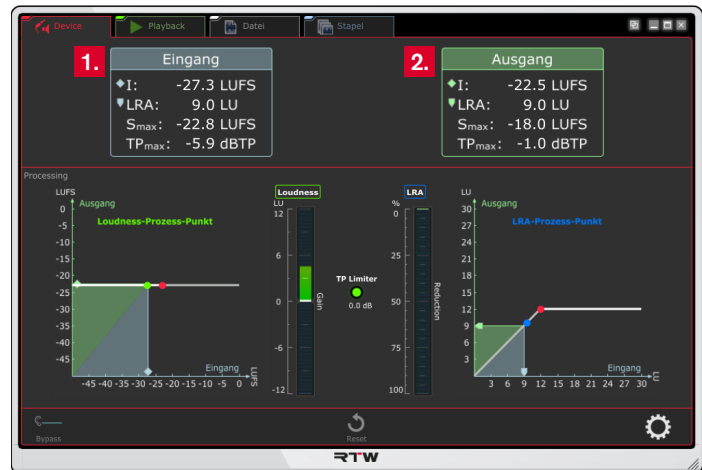 Device
Playback
Datei
Stapel
1.
Eingang
I: -27.3 LUFS
LRA: 9.0 LU
Smax: -22.8 LUFS
TPmax: -5.9 dBTP
2.
Ausgang
I: -22.5 LUFS
LRA: 9.0 LU
Smax: -18.0 LUFS
TPmax: -1.0 dBTP
Processing
LUFS
Ausgang
Loudness-Prozess-Punkt
0
-5
-10
-15
-20
-25
-30
-35
-40
-45
Eingang
-45 -40 -35 -30 -25 -20 -15 -10 -5 0
LUFS
Loudness
LU
12
6
0
-6
-12
Gain
TP Limiter
0.0 dB
LRA
%
0
25
50
75
100
Reduction
LU
Ausgang
LRA-Prozess-Punkt
30
27
24
21
18
15
12
9
6
3
Eingang
3 6 9 12 15 18 21 24 27 30
LU
Bypass
Reset
RTW